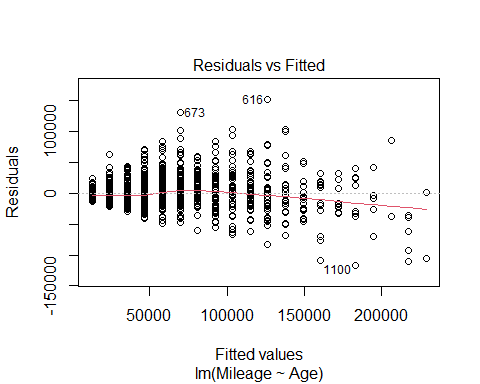 Residuals vs Fitted
Residuals
100000
0
-150000
673
616
1100
50000 100000 150000 200000
Fitted values
lm(Mileage ~ Age)